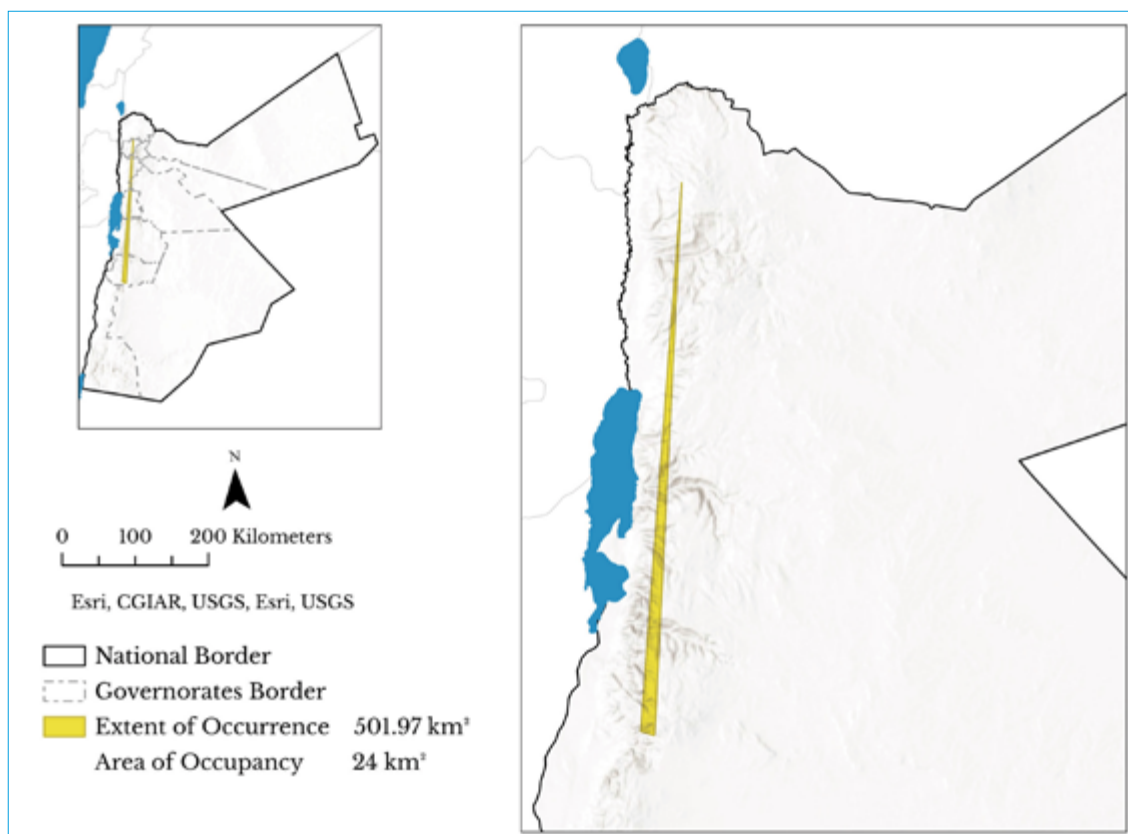 N
0 100 200 Kilometers
Esri, CGIAR, USGS, Esri, USGS
National Border
Governorates Border
Extent of Occurrence 501.97 km²
Area of Occupancy 24 km²